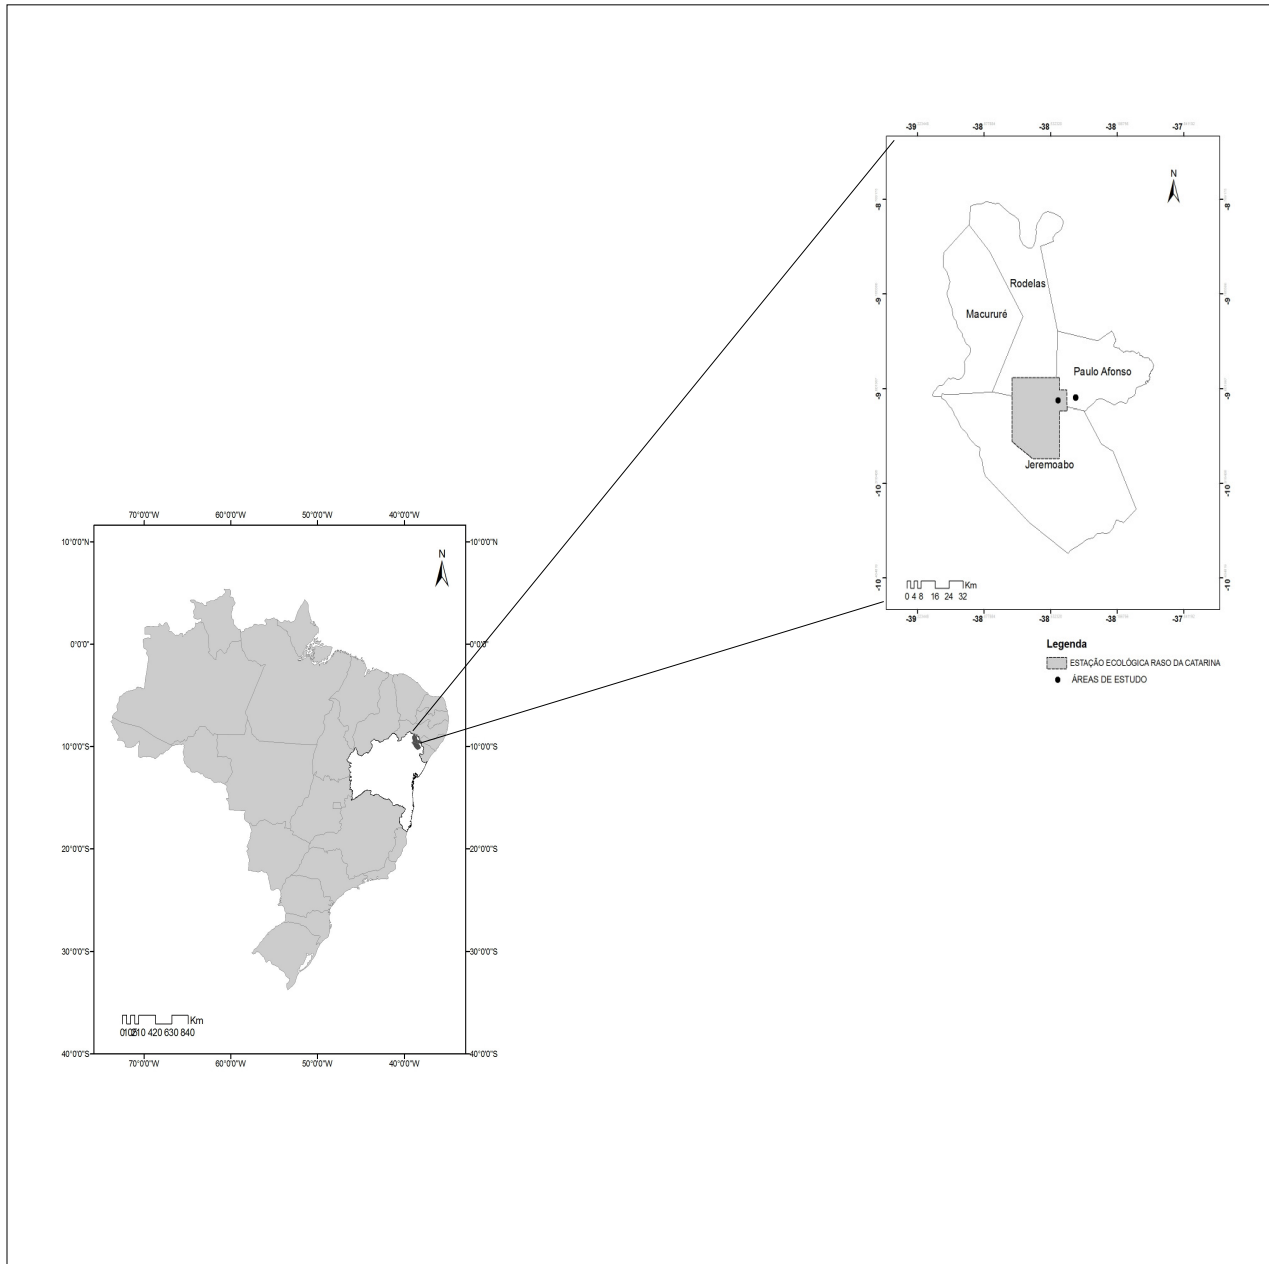 -39 -38 -38 -38 -37
N
-8 -8
Rodelas
-9 -9
Macururé
Paulo Afonso
-9 -9
Jeremoabo
-10 -10
-10 -10
Km
0 4 8 16 24 32
-39 -38 -38 -38 -37
Legenda
ESTAÇÃO ECOLÓGICA RASO DA CATARINA
ÁREAS DE ESTUDO
70°0'0"W 60°0'0"W 50°0'0"W 40°0'0"W
10°0'0"N 10°0'0"N
N
0°0'0" 0°0'0"
10°0'0"S 10°0'0"S
20°0'0"S 20°0'0"S
30°0'0"S 30°0'0"S
Km
420 630 840
40°0'0"S 40°0'0"S
70°0'0"W 60°0'0"W 50°0'0"W 40°0'0"W